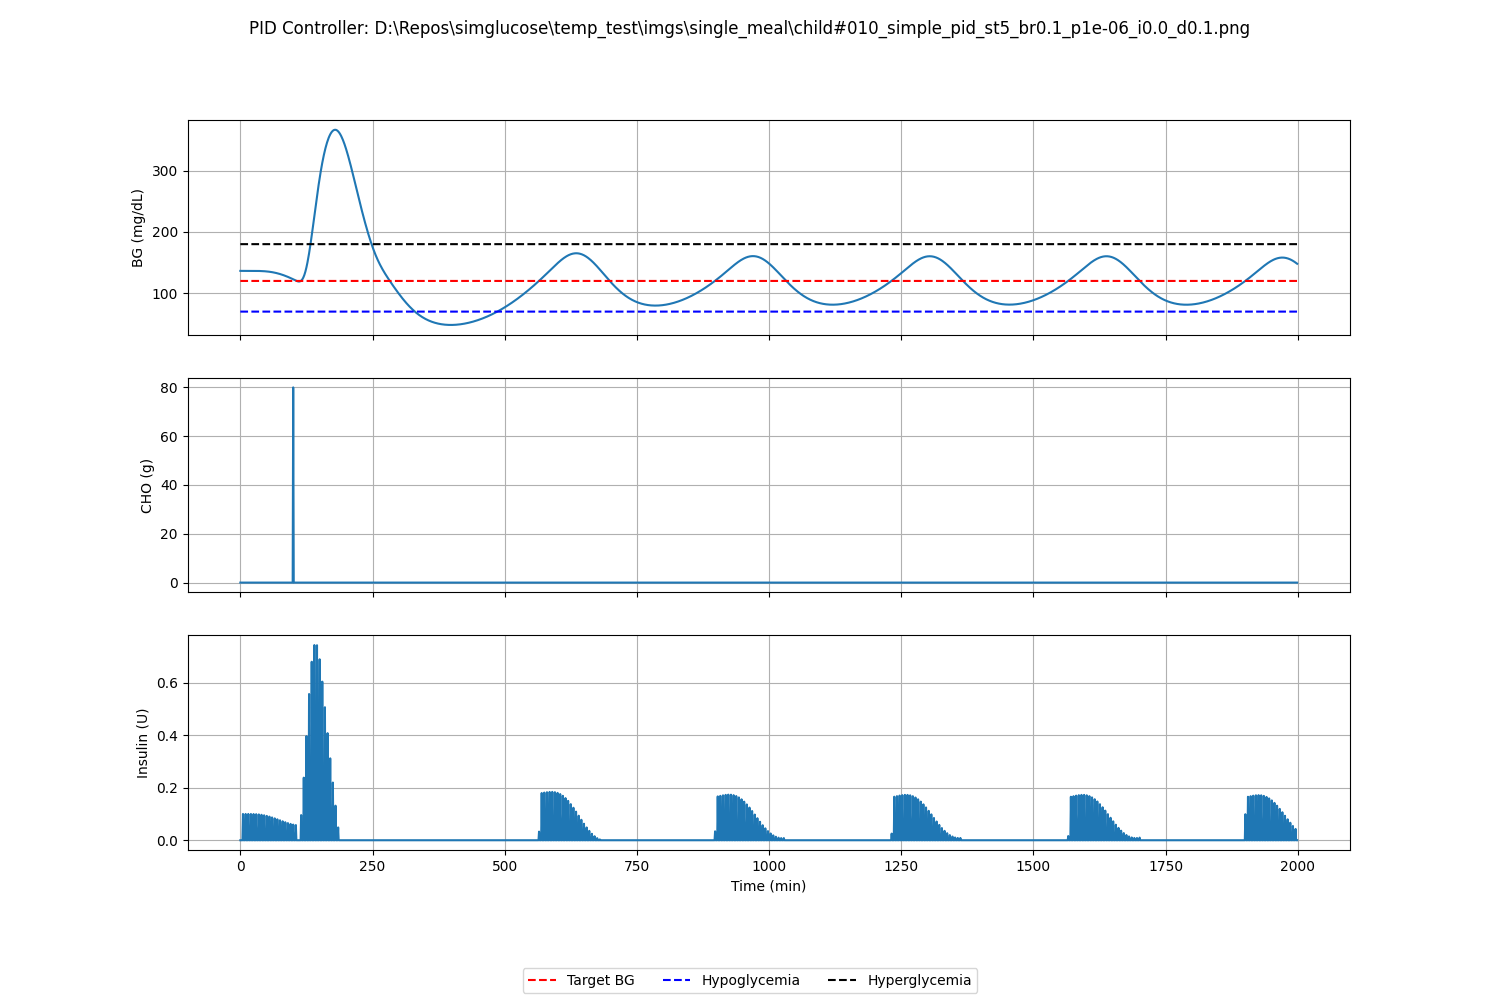 PID Controller: D:\Repos\simglucose\temp_test\imgs\single_meal\child#010_simple_pid_st5_br0.1_p1e-06_i0.0_d0.1.png
300
200
100
BG (mg/dL)
80
60
40
20
0
CHO (g)
0.6
0.4
0.2
0.0
Insulin (U)
0 250 500 750 1000 1250 1500 1750 2000
Time (min)
Target BG Hypoglycemia Hyperglycemia